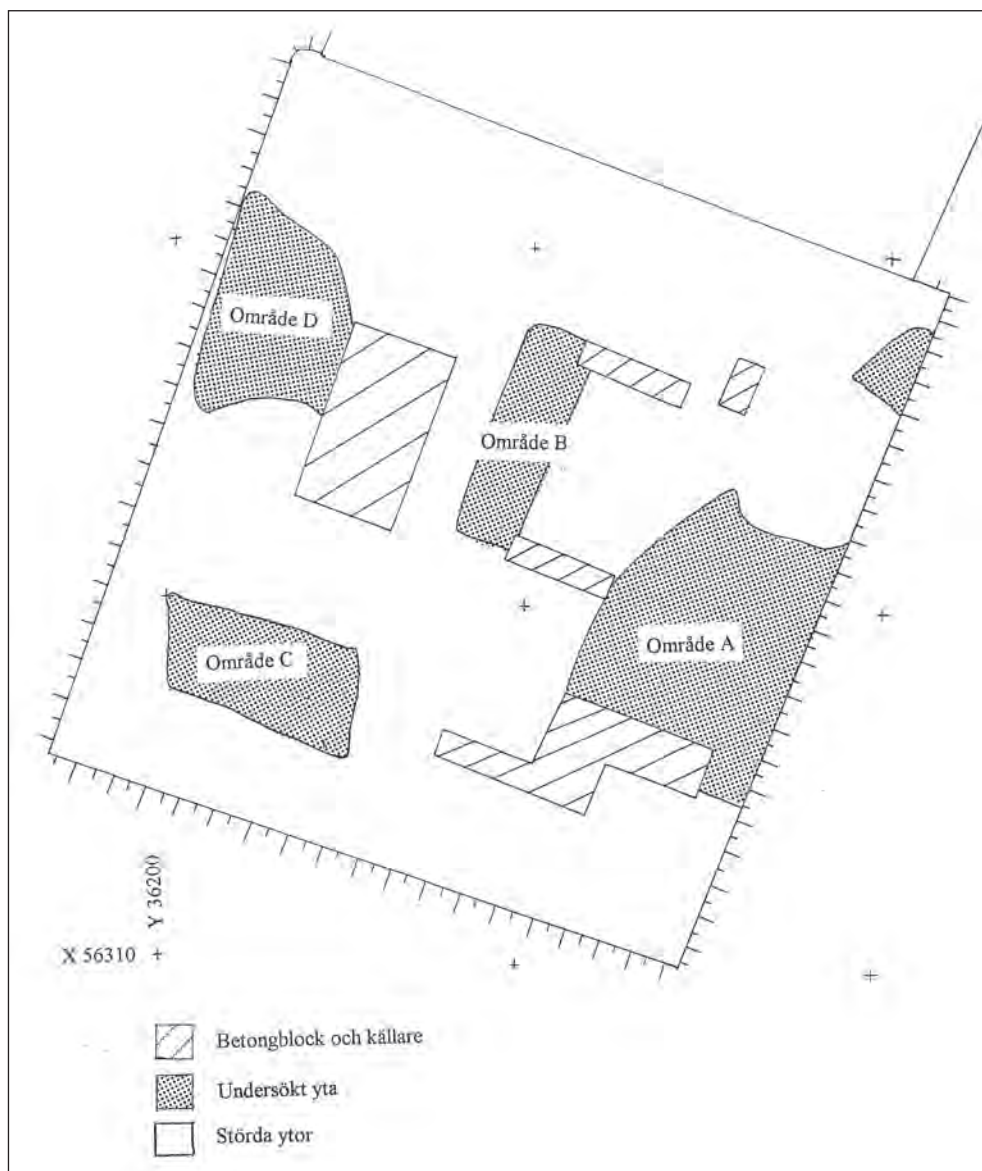 Område D
Område B
Område A
Område C
Y 36200
X 56310
Betongblock och källare
Undersökt yta
Störda ytor